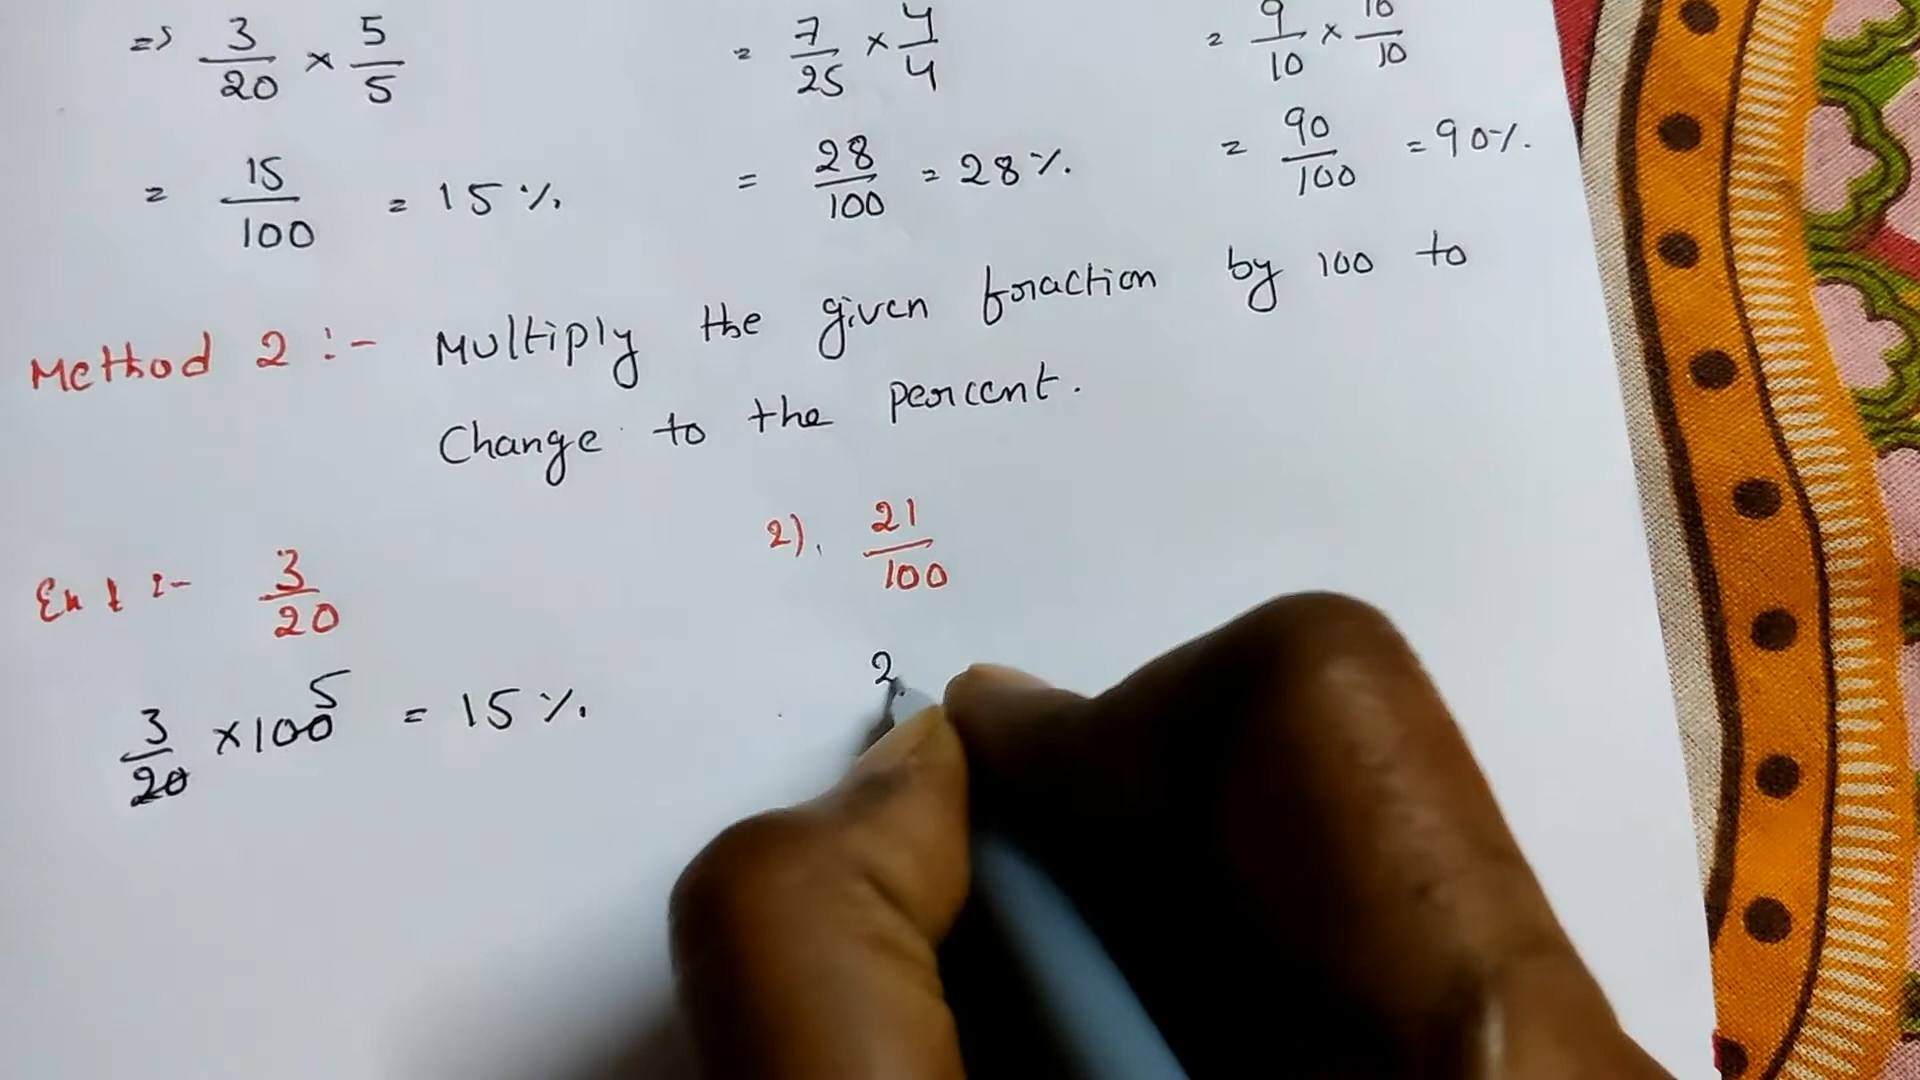 => 3/20 × 5/5 = 7/25 × 4/4 = 9/10 × 10/10
= 15/100 = 15% = 28/100 = 28% = 90/100 = 90%
Method 2 :- Multiply the given fraction by 100 to
Change to the percent.
Ex 1 :- 3/20 2). 21/100
3/20 ×100 5 = 15% 2